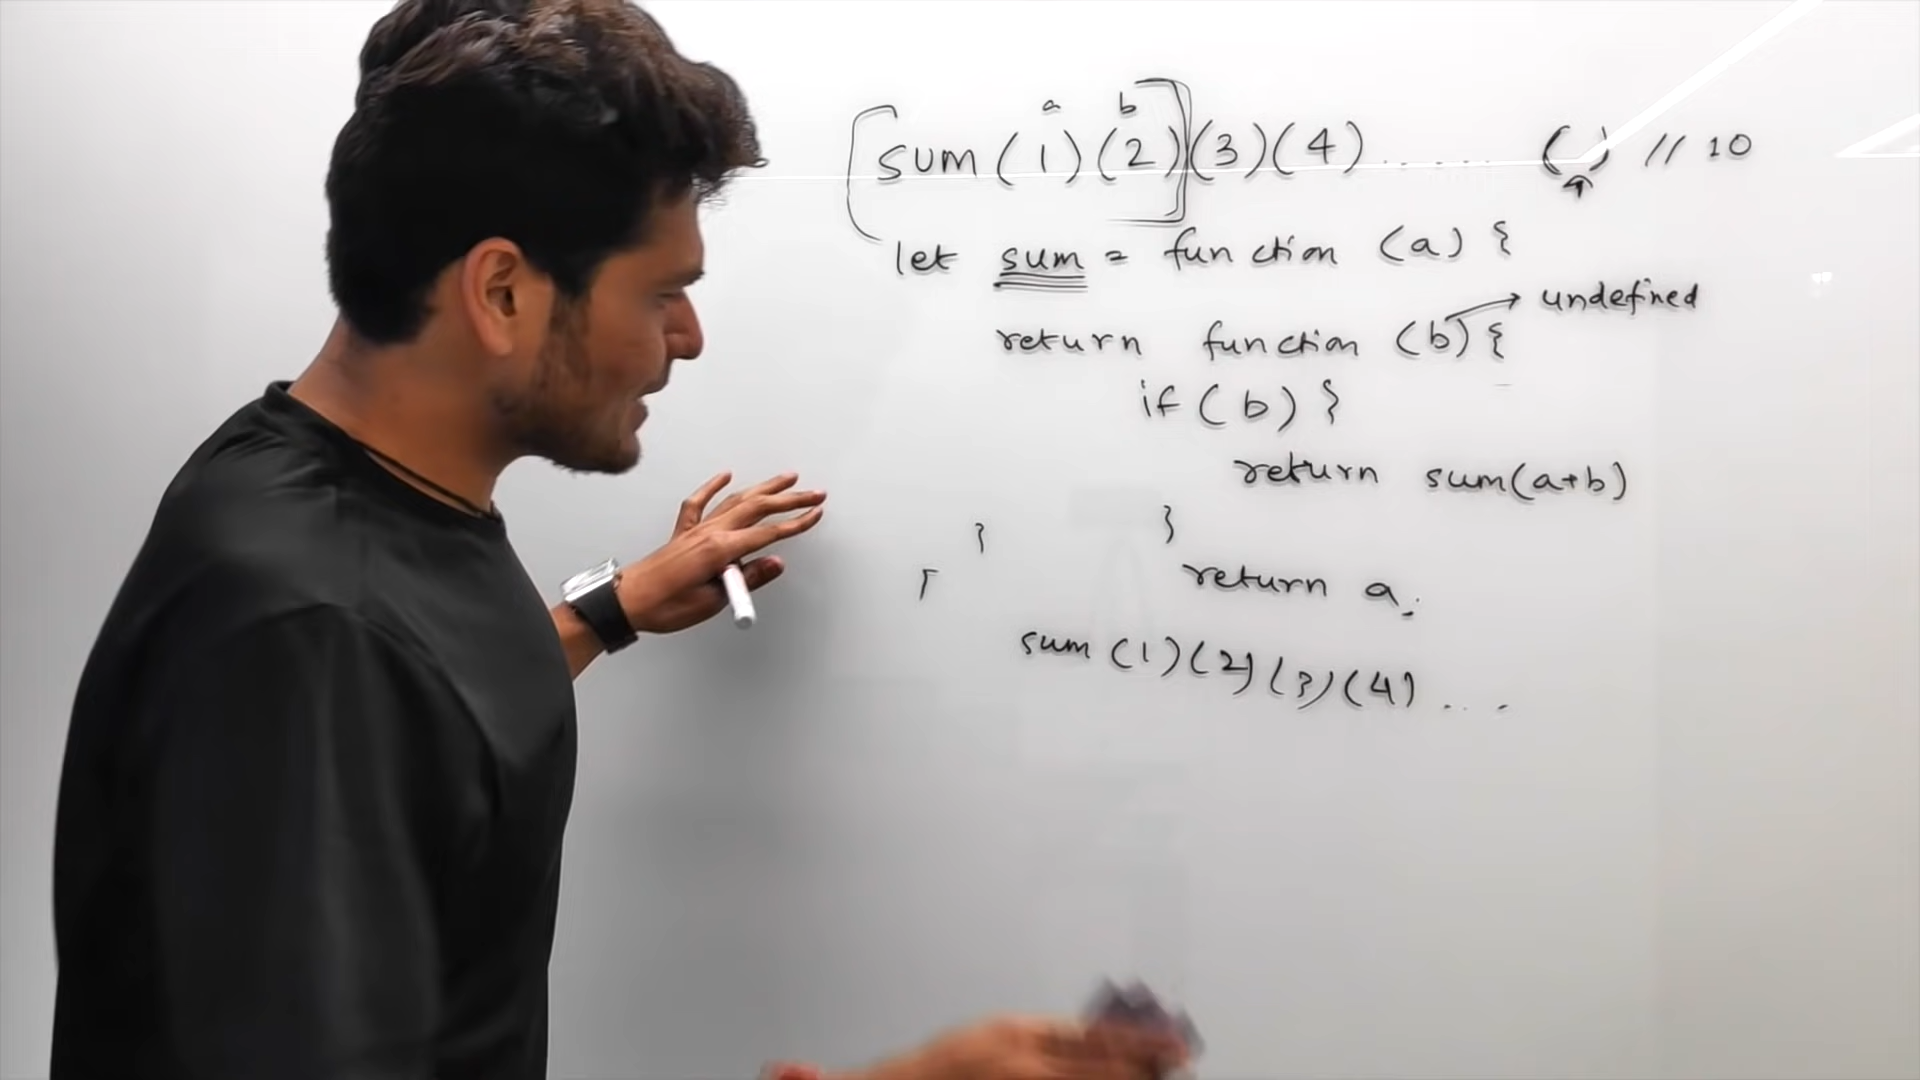 a b
sum(1)(2)(3)(4)...... () // 10
let sum = function (a) {
undefined
return function (b) {
if (b) }
return sum(a+b)
}
}
return a.
sum (1)(2)(3)(4)....